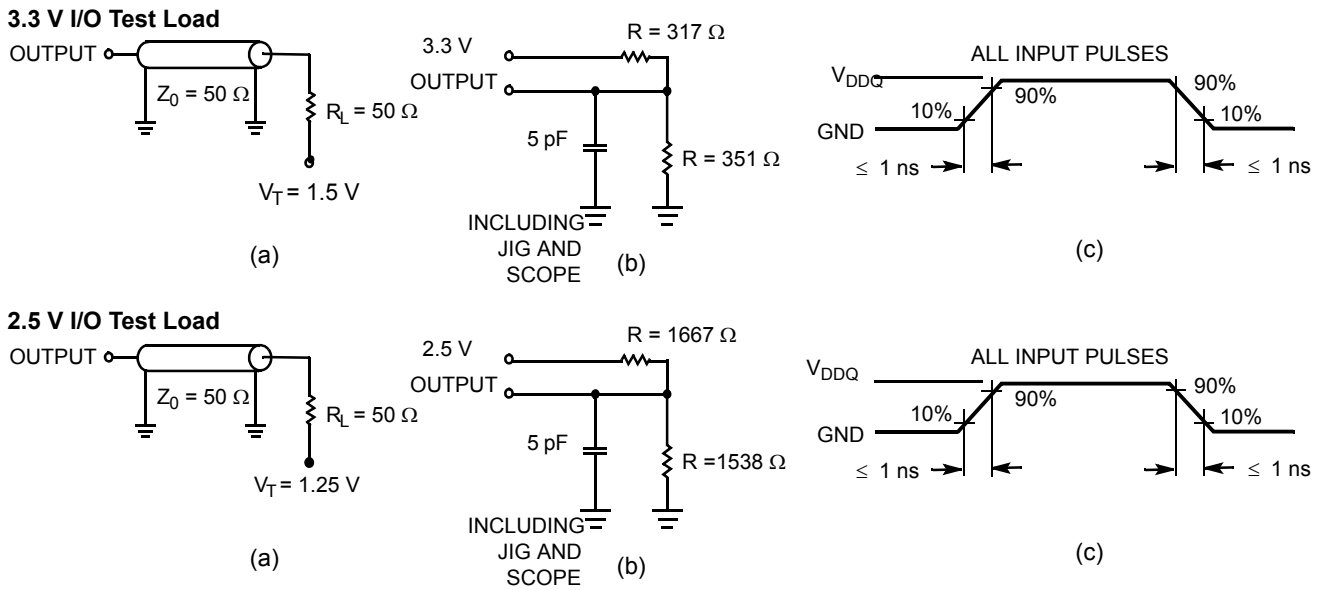 3.3 V I/O Test Load
OUTPUT
Z0 = 50 Ω
RL = 50 Ω
VT = 1.5 V
(a)
3.3 V
OUTPUT
R = 317 Ω
5 pF
R = 351 Ω
INCLUDING
JIG AND
SCOPE
(b)
ALL INPUT PULSES
VDDQ
GND
10%
90%
90%
10%
≤ 1 ns
≤ 1 ns
(c)
2.5 V I/O Test Load
OUTPUT
Z0 = 50 Ω
RL = 50 Ω
VT = 1.25 V
(a)
2.5 V
OUTPUT
R = 1667 Ω
5 pF
R =1538 Ω
INCLUDING
JIG AND
SCOPE
(b)
ALL INPUT PULSES
VDDQ
GND
10%
90%
90%
10%
≤ 1 ns
≤ 1 ns
(c)